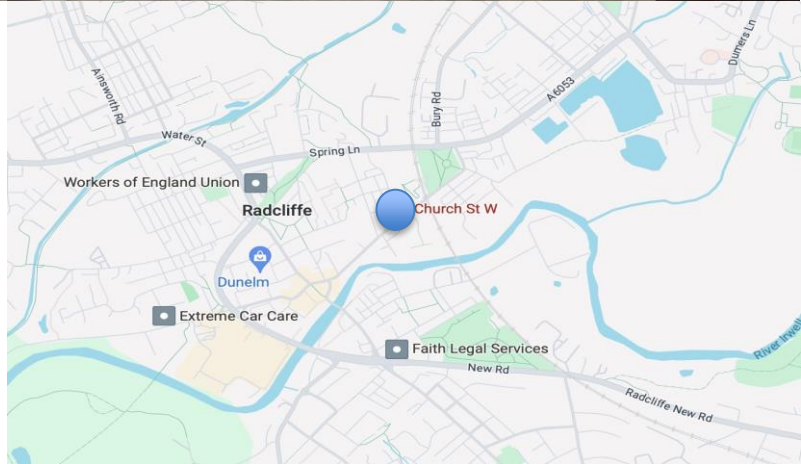 Ainsworth Rd
Bury Rd
A 6053
Dumers Ln
Water St
Spring Ln
Workers of England Union
Radcliffe
Church St W
Dunelm
Extreme Car Care
Faith Legal Services
New Rd
River Irwell
Radcliffe New Rd